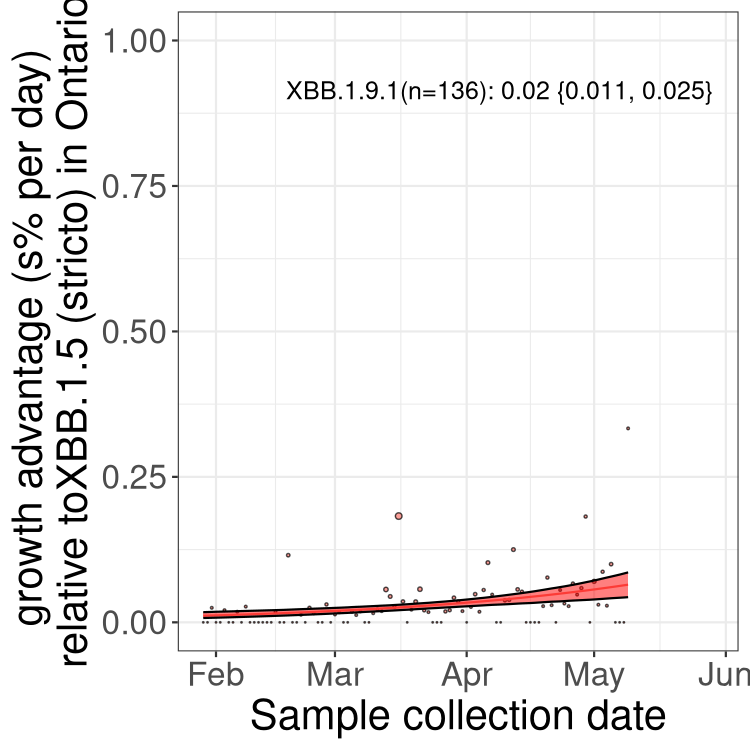 growth advantage (s% per day)
relative toXBB.1.5 (stricto) in Ontario
1.00
0.75
0.50
0.25
0.00
XBB.1.9.1(n=136): 0.02 {0.011, 0.025}
Feb
Mar
Apr
May
Jun
Sample collection date